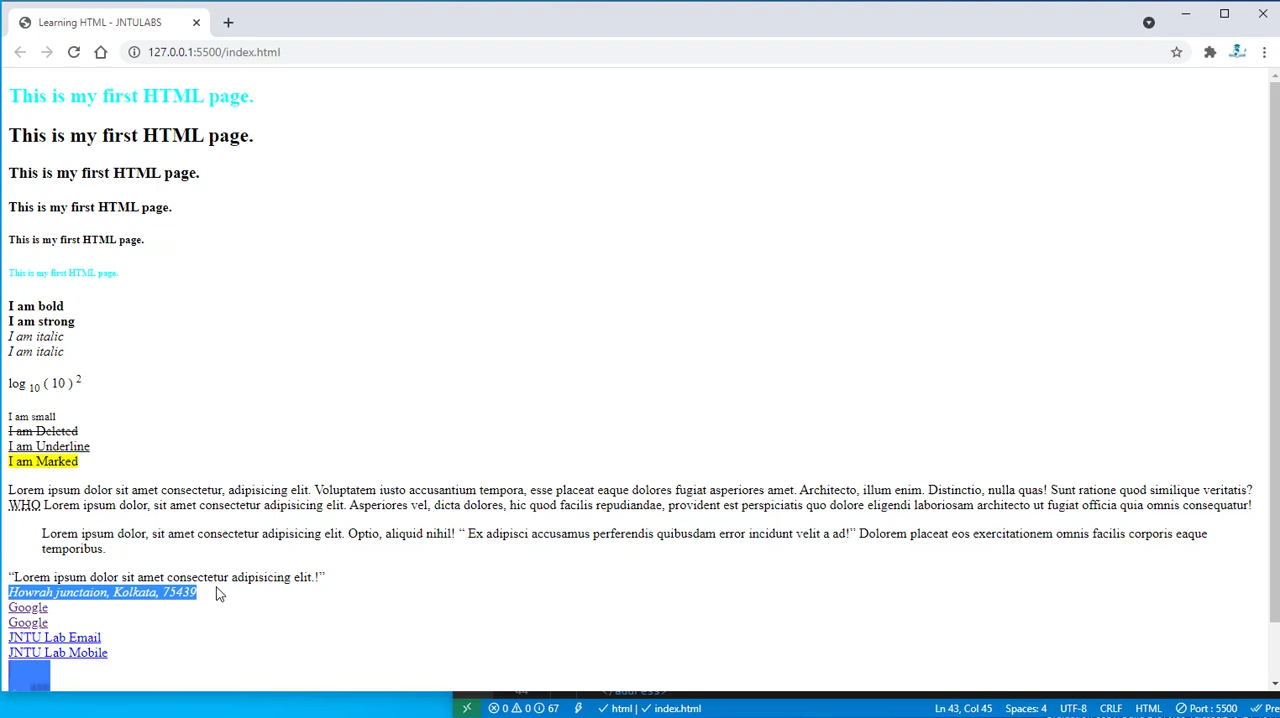 Learning HTML - JNTULABS
127.0.0.1:5500/index.html
This is my first HTML page.
This is my first HTML page.
This is my first HTML page.
This is my first HTML page.
This is my first HTML page.
This is my first HTML page.
I am bold
I am strong
I am italic
I am italic
log 10 ( 10 ) 2
I am small
I am Deleted
I am Underline
I am Marked
Lorem ipsum dolor sit amet consectetur, adipisicing elit. Voluptatem iusto accusantium tempora, esse placeat eaque dolores fugiat asperiores amet. Architecto, illum enim. Distinctio, nulla quas! Sunt ratione quod similique veritatis?
WHO Lorem ipsum dolor, sit amet consectetur adipisicing elit. Asperiores vel, dicta dolores, hic quod facilis repudiandae, provident est perspiciatis quo dolore eligendi laboriosam architecto ut fugiat officia quia omnis consequatur!
Lorem ipsum dolor, sit amet consectetur adipisicing elit. Optio, aliquid nihil! “ Ex adipisci accusamus perferendis quibusdam error incidunt velit a ad!” Dolorem placeat eos exercitationem omnis facilis corporis eaque
temporibus.
“Lorem ipsum dolor sit amet consectetur adipisicing elit.!”
Howrah junctaion, Kolkata, 75439
Google
Google
JNTU Lab Email
JNTU Lab Mobile
0 0 67 html | index.html Ln 43, Col 45 Spaces: 4 UTF-8 CRLF HTML Port : 5500